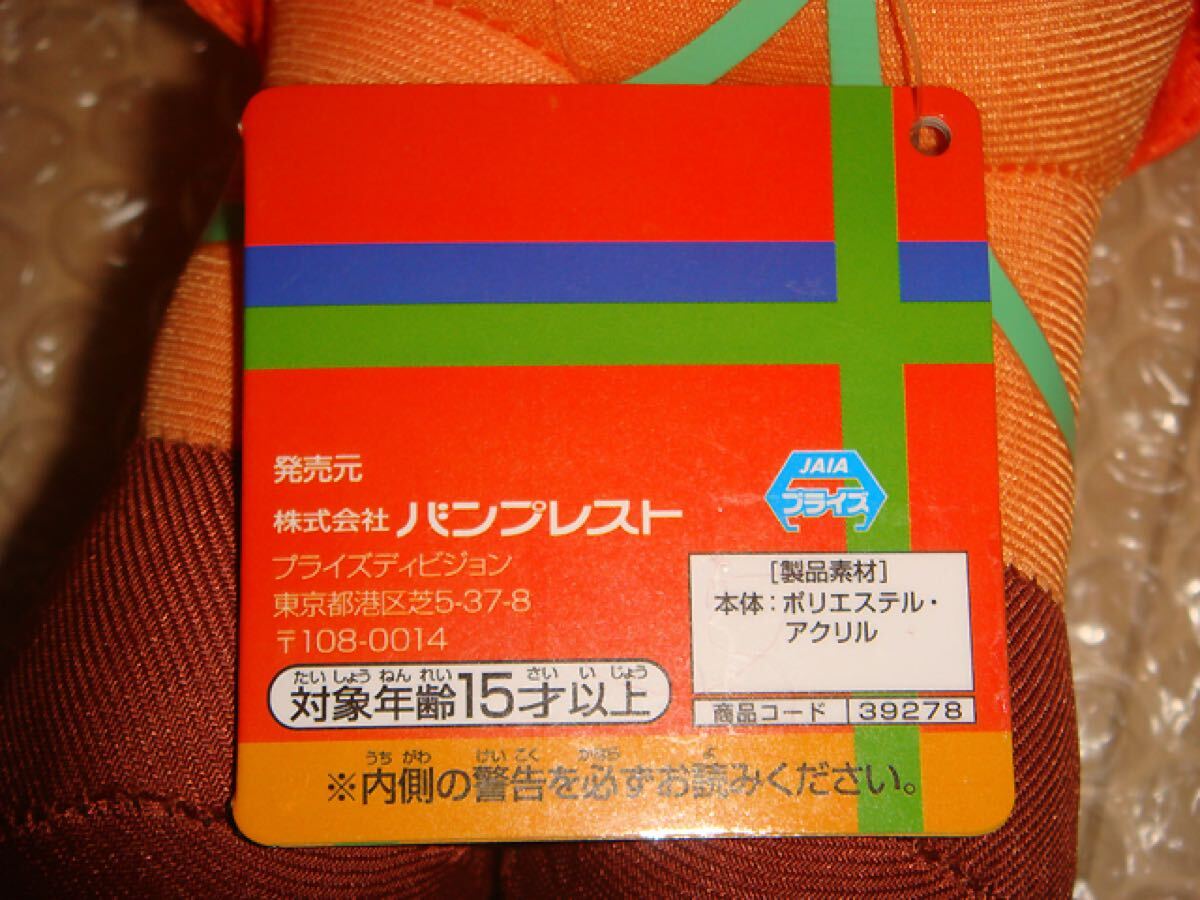 発売元
株式会社 バンプレスト
プライズディビジョン
東京都港区芝5-37-8
〒108-0014
たいしょうねんれい さい いじょう
対象年齢15才以上
JAIA
プライズ
[製品素材]
本体:ポリエステル・
アクリル
商品コード 39278
うちがわ けいこく かなら よ
※内側の警告を必ずお読みください。